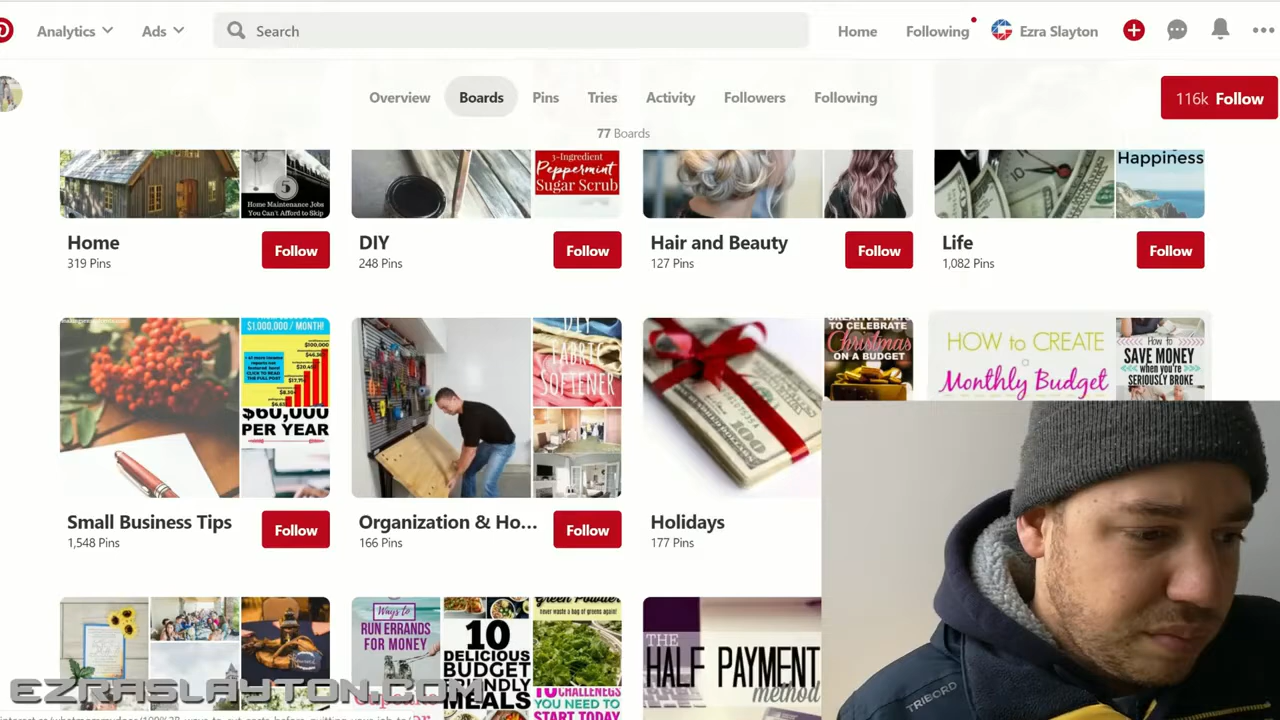 Analytics
Ads
Search
Home
Following
Ezra Slayton
Overview
Boards
Pins
Tries
Activity
Followers
Following
116k Follow
77 Boards
5
Home Maintenance Jobs
You Can't Afford to Skip
3-Ingredient
Peppermint
Sugar Scrub
Happiness
Home
319 Pins
Follow
DIY
248 Pins
Follow
Hair and Beauty
127 Pins
Follow
Life
1,082 Pins
Follow
$1,000,000 / MONTH!
$100,000
$60,000
PER YEAR
DIY
FABRIC
SOFTENER
CREATIVE WAYS
TO CELEBRATE
Christmas
ON A BUDGET
HOW to CREATE
Monthly Budget
How to
SAVE MONEY
when you're
SERIOUSLY BROKE
100
Small Business Tips
1,548 Pins
Follow
Organization & Ho...
166 Pins
Follow
Holidays
177 Pins
Ways to
RUN ERRANDS
FOR MONEY
10
DELICIOUS
BUDGET
FRIENDLY
MEALS
Green Powder
never waste a bag of greens again!
10 CHALLENGES
YOU NEED TO
START TODAY
THE
HALF PAYMENT
method
TRIBORD
EZRASLAYTON.COM